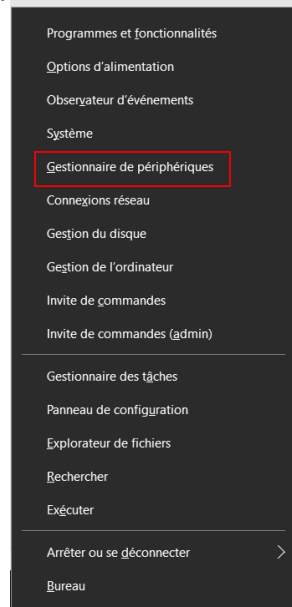 Programmes et fonctionnalités
Options d'alimentation
Observateur d'événements
Système
Gestionnaire de périphériques
Connexions réseau
Gestion du disque
Gestion de l'ordinateur
Invite de commandes
Invite de commandes (admin)
Gestionnaire des tâches
Panneau de configuration
Explorateur de fichiers
Rechercher
Exécuter
Arrêter ou se déconnecter
Bureau